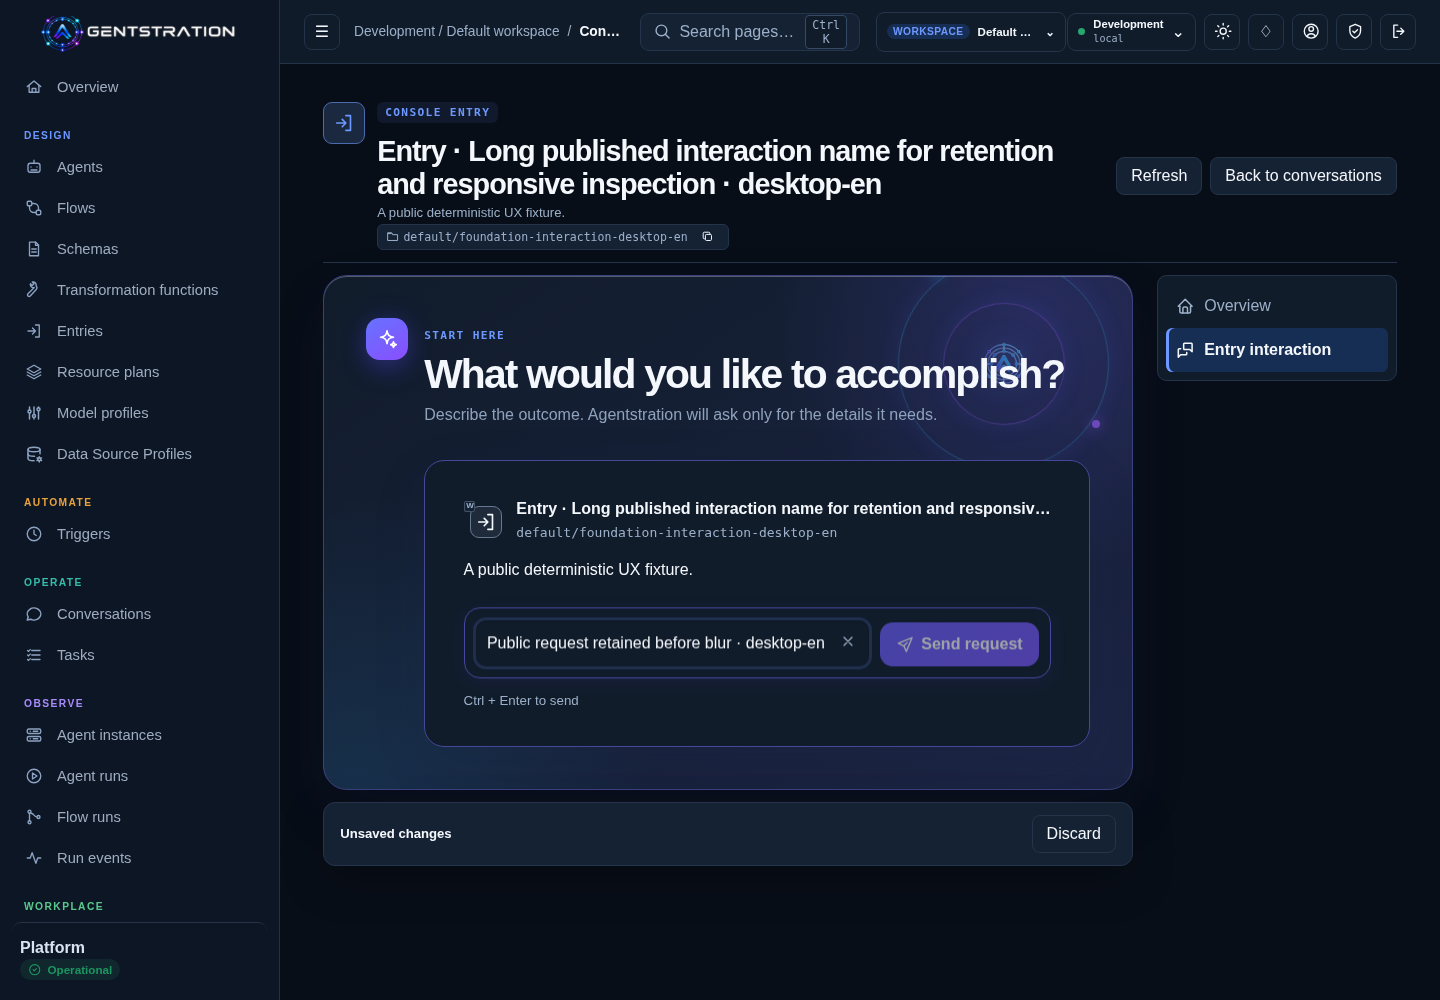 GENTSTRATION
☰
Development / Default workspace / Con…
Search pages…
Ctrl K
WORKSPACE Default …
Development
local
Overview
DESIGN
Agents
Flows
Schemas
Transformation functions
Entries
Resource plans
Model profiles
Data Source Profiles
AUTOMATE
Triggers
OPERATE
Conversations
Tasks
OBSERVE
Agent instances
Agent runs
Flow runs
Run events
WORKPLACE
Platform
Operational
CONSOLE ENTRY
Entry · Long published interaction name for retention
and responsive inspection · desktop-en
A public deterministic UX fixture.
default/foundation-interaction-desktop-en
Refresh
Back to conversations
START HERE
What would you like to accomplish?
Describe the outcome. Agentstration will ask only for the details it needs.
W
Entry · Long published interaction name for retention and responsiv…
default/foundation-interaction-desktop-en
A public deterministic UX fixture.
Public request retained before blur · desktop-en
Send request
Ctrl + Enter to send
Unsaved changes
Discard
Overview
Entry interaction